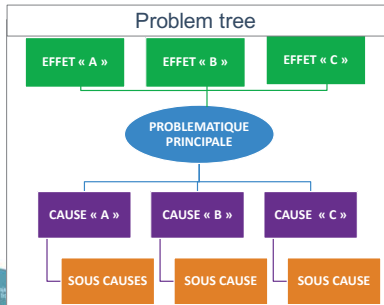 Problem tree
EFFET « A »
EFFET « B »
EFFET « C »
PROBLEMATIQUE
PRINCIPALE
CAUSE « A »
CAUSE « B »
CAUSE « C »
SOUS CAUSES
SOUS CAUSE
SOUS CAUSE